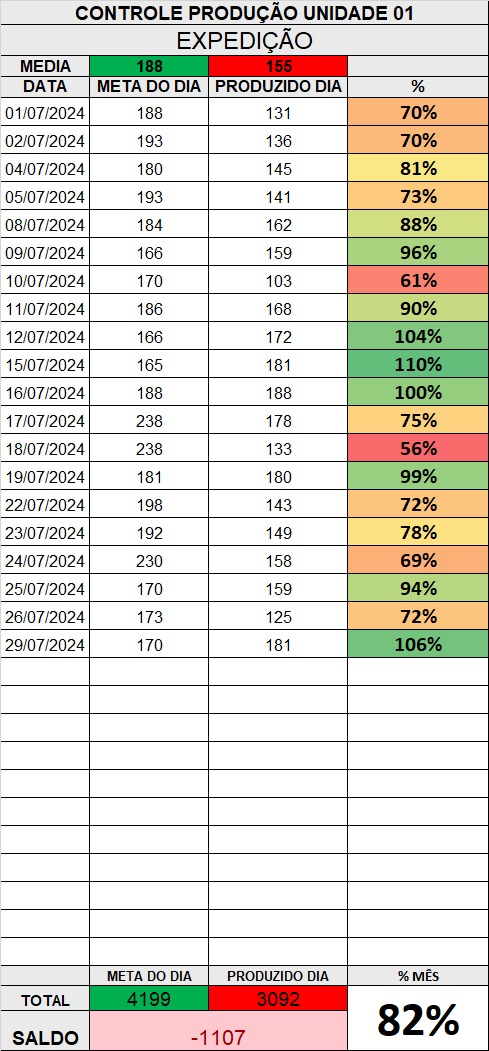 CONTROLE PRODUÇÃO UNIDADE 01
EXPEDIÇÃO
MEDIA 188 155
DATA META DO DIA PRODUZIDO DIA %
01/07/2024 188 131 70%
02/07/2024 193 136 70%
04/07/2024 180 145 81%
05/07/2024 193 141 73%
08/07/2024 184 162 88%
09/07/2024 166 159 96%
10/07/2024 170 103 61%
11/07/2024 186 168 90%
12/07/2024 166 172 104%
15/07/2024 165 181 110%
16/07/2024 188 188 100%
17/07/2024 238 178 75%
18/07/2024 238 133 56%
19/07/2024 181 180 99%
22/07/2024 198 143 72%
23/07/2024 192 149 78%
24/07/2024 230 158 69%
25/07/2024 170 159 94%
26/07/2024 173 125 72%
29/07/2024 170 181 106%
META DO DIA PRODUZIDO DIA % MÊS
TOTAL 4199 3092 82%
SALDO -1107